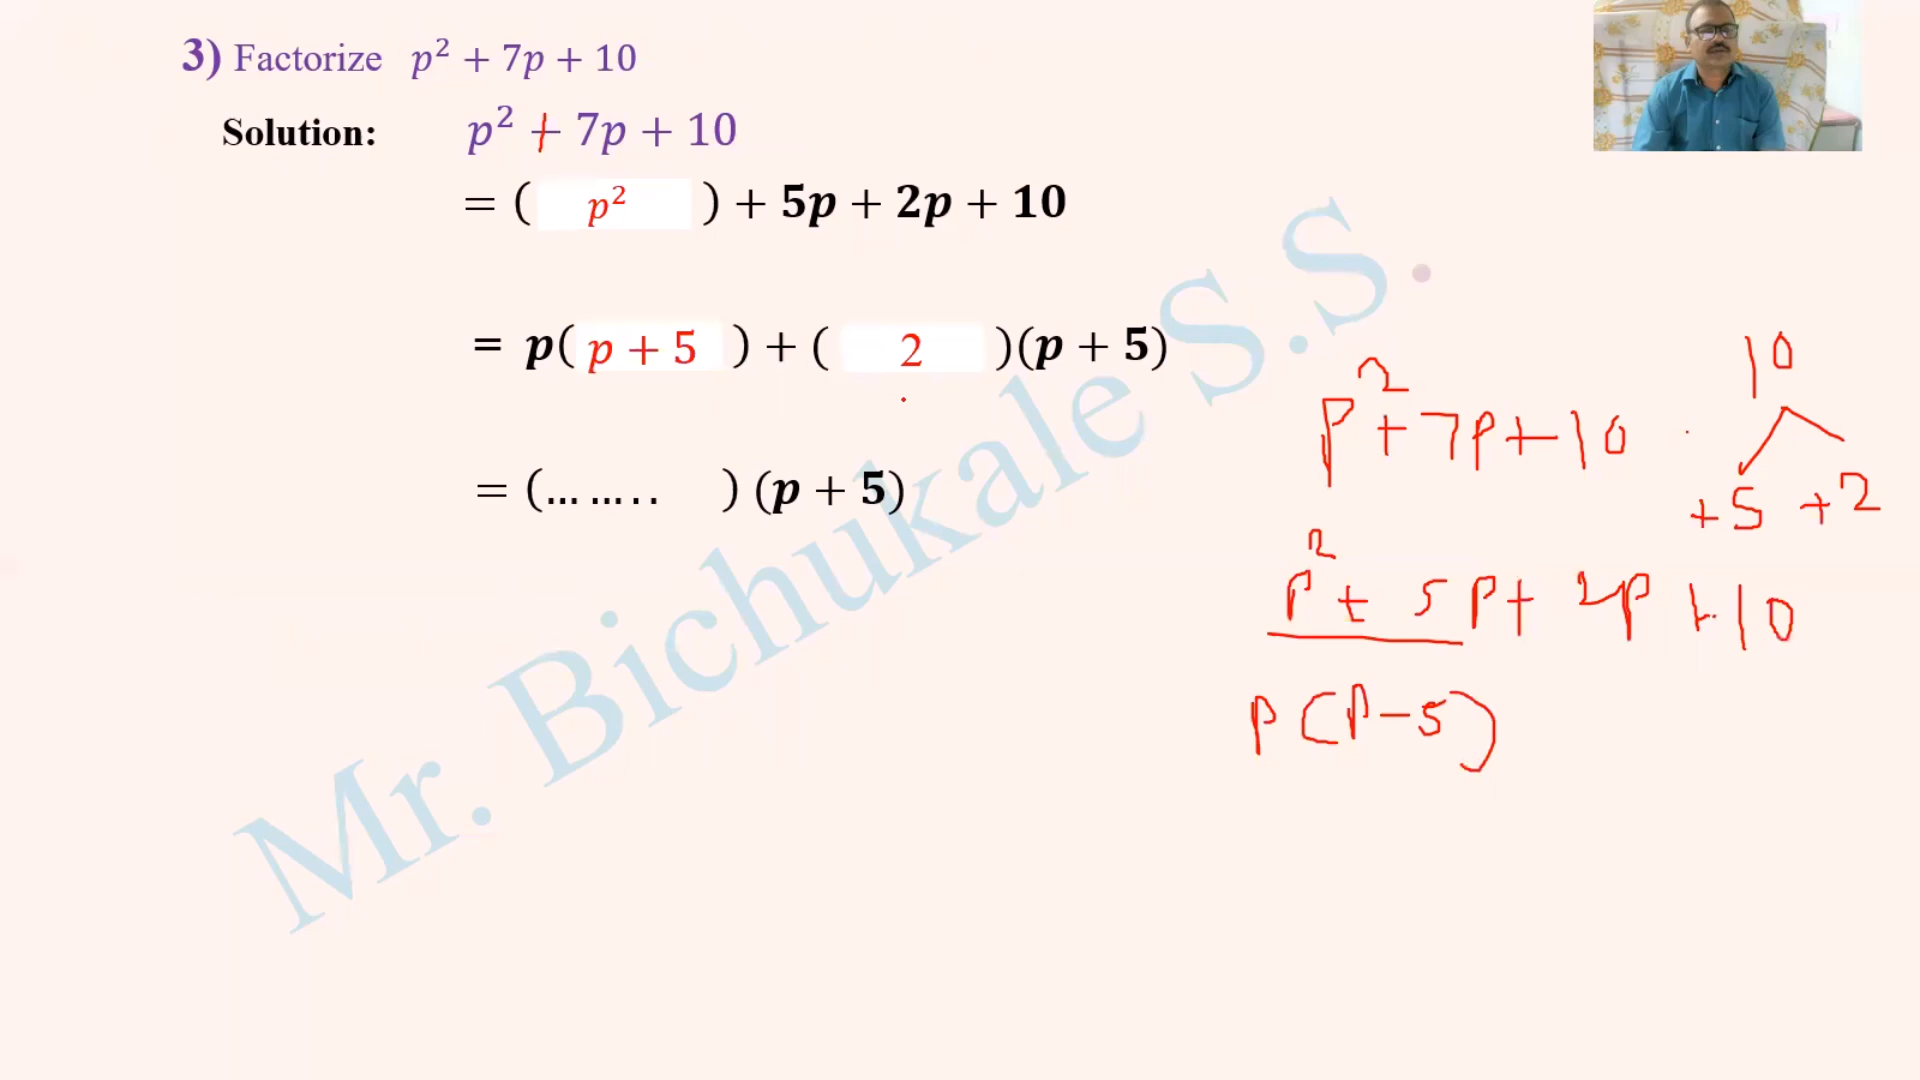 3) Factorize p² + 7p + 10
Solution: p² + 7p + 10
= ( p² ) + 5p + 2p + 10
= p( p + 5 ) + ( 2 )(p + 5)
= (… … . . ) (p + 5)
10
p² + 7p + 10
+5 +2
p² + 5p + 2p + 10
p(p - 5)
Mr. Bichukale S.S.